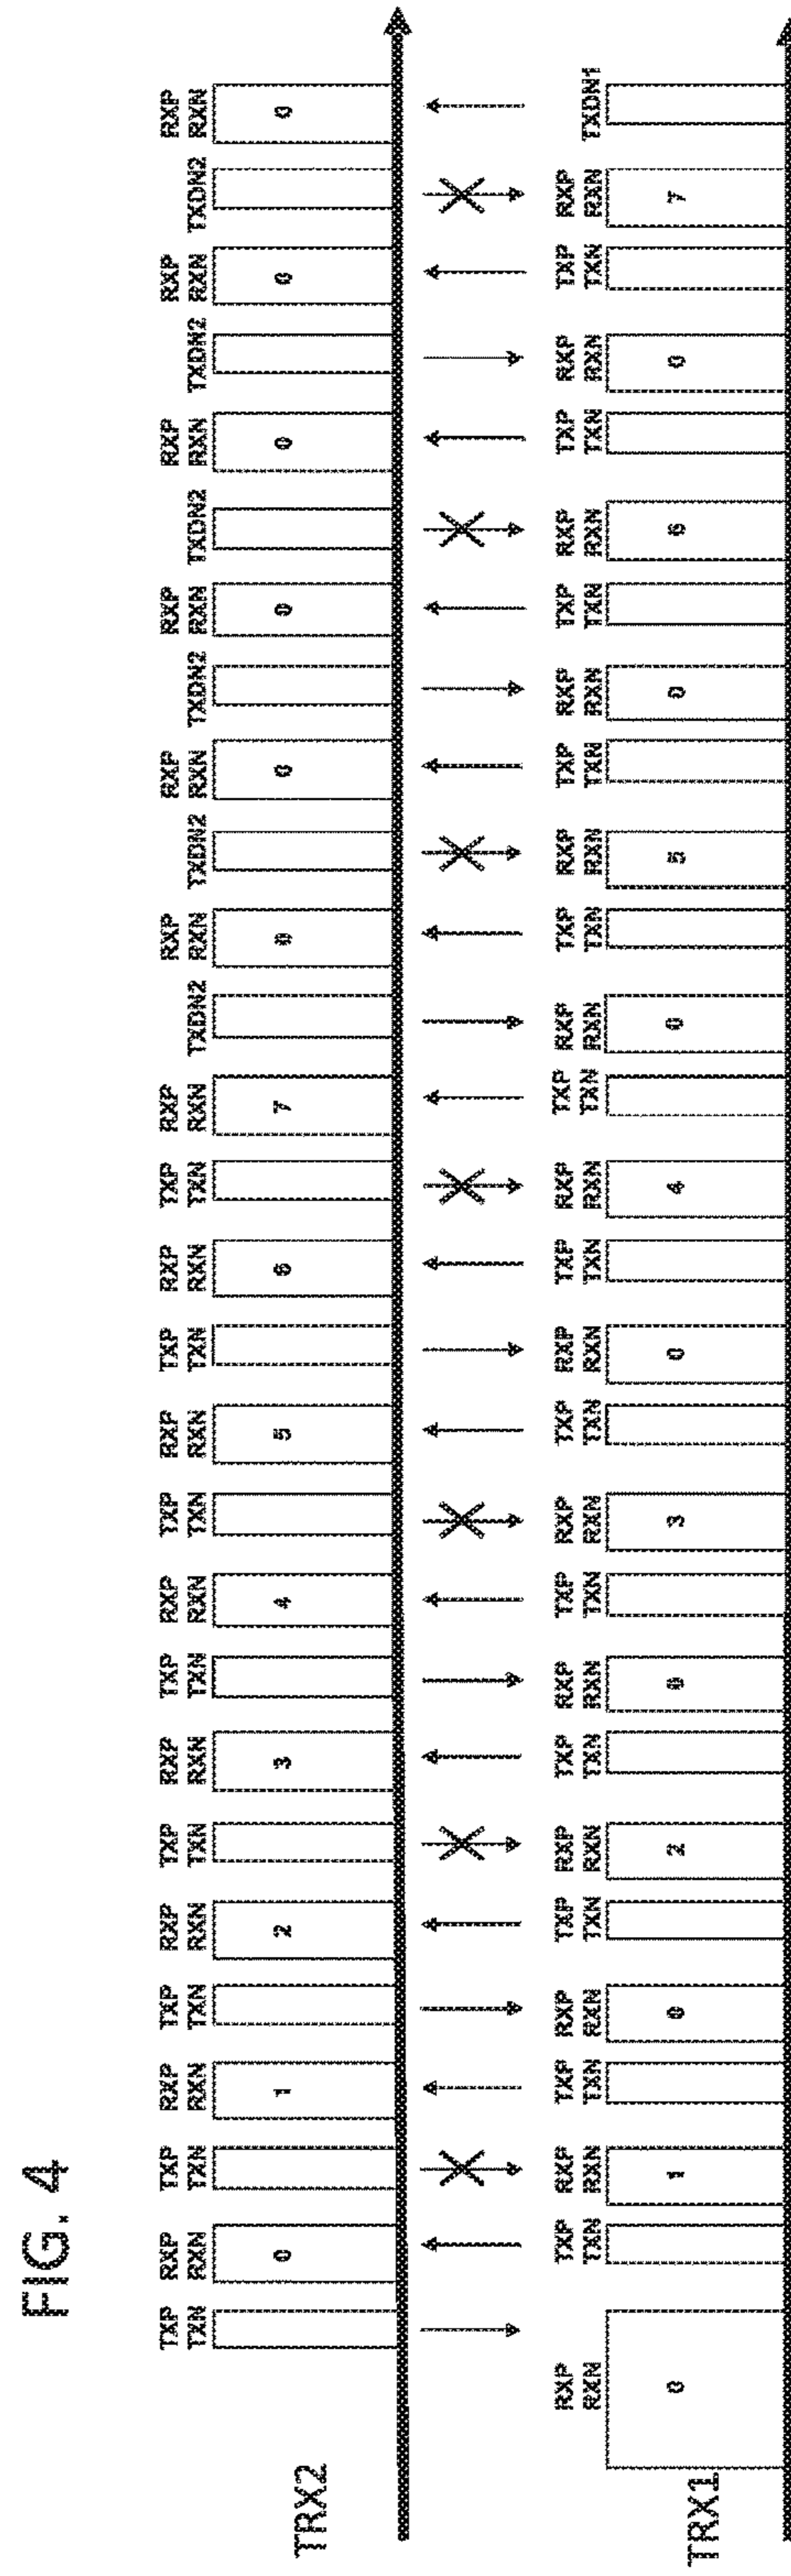 FIG. 4
TXP RXP TXP RXP TXP RXP TXP RXP TXP RXP TXP RXP TXP RXP TXP RXP RXP RXP RXP RXP RXP RXP
TXN RXN TXN RXN TXN RXN TXN RXN TXN RXN TXN RXN TXN RXN TXN RXN TXDN2 RXN TXDN2 RXN TXDN2 RXN TXDN2 RXN TXDN2 RXN TXDN2 RXN
0 1 2 3 4 5 6 7 0 0 0 0 0 0
TRX2
RXP TXP RXP TXP RXP TXP RXP TXP RXP TXP RXP TXP RXP TXP RXP TXP RXP TXP RXP TXP RXP TXP RXP TXP RXP TXP RXP
RXN TXN RXN TXN RXN TXN RXN TXN RXN TXN RXN TXN RXN TXN RXN TXN RXN TXN RXN TXN RXN TXN RXN TXN RXN TXN RXN TXDN1
0 1 0 2 0 3 0 4 0 5 0 6 0 7
TRX1